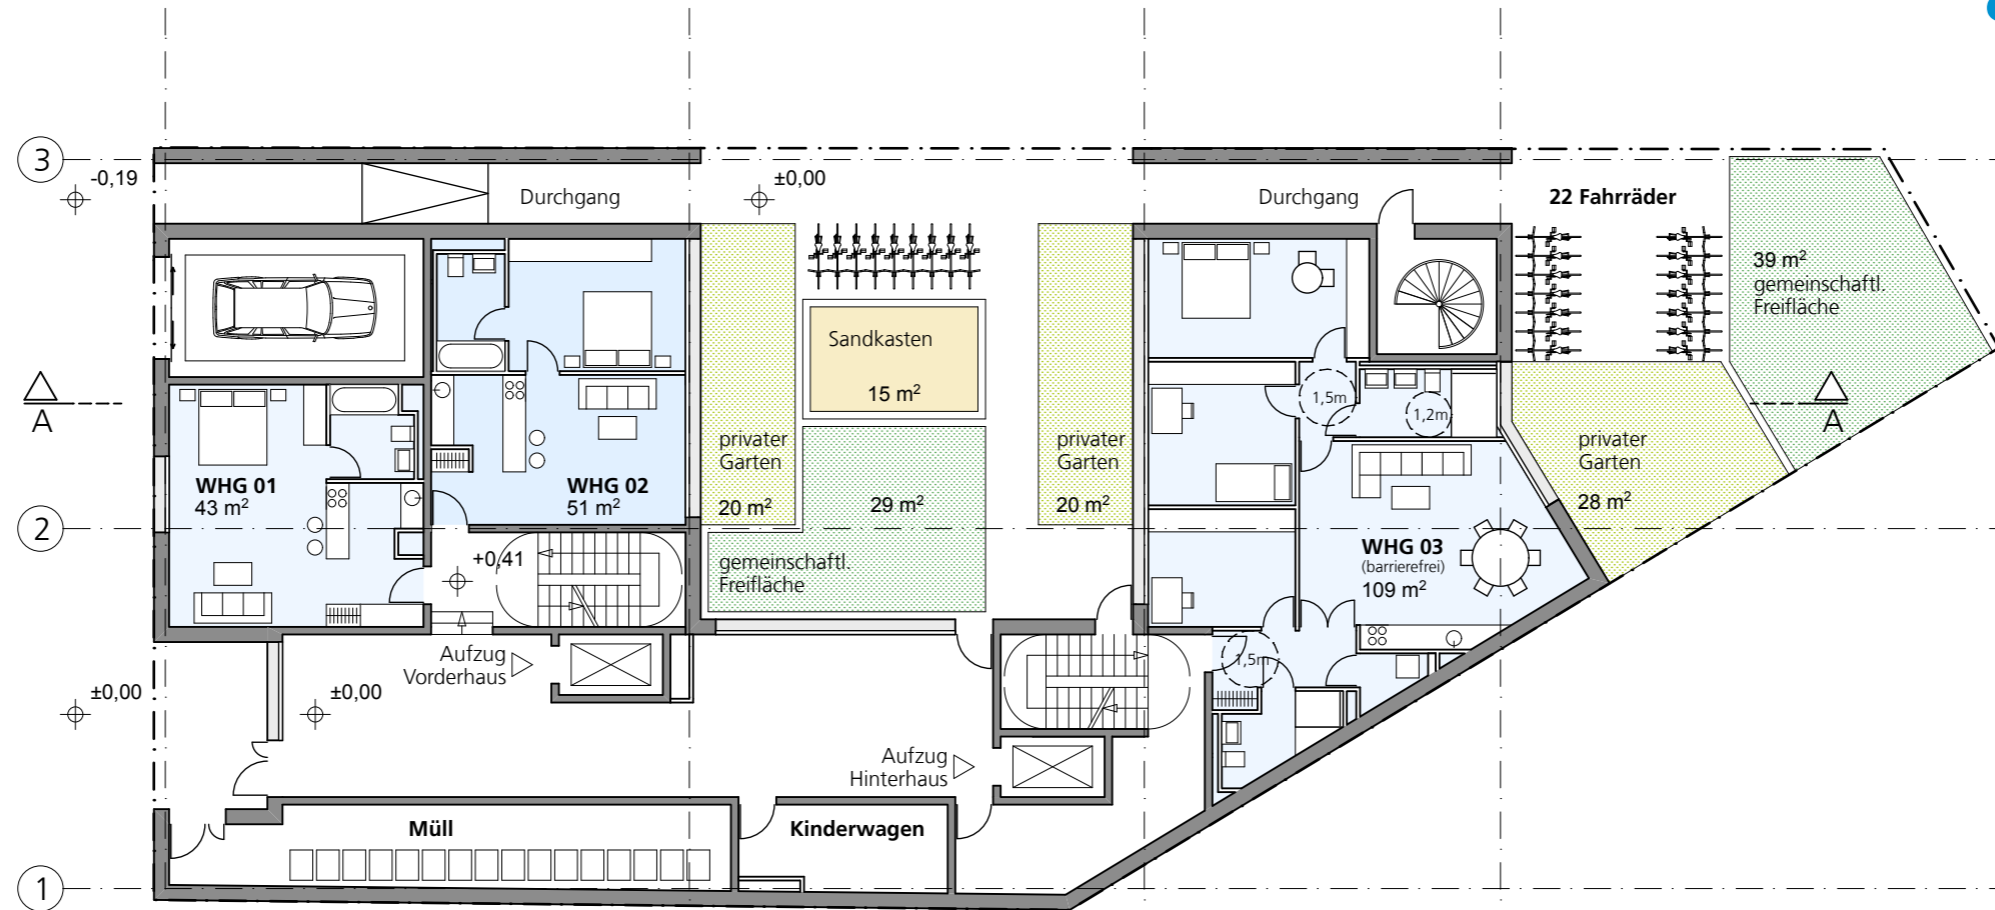 3
-0,19
Durchgang
±0,00
Durchgang
22 Fahrräder
39 m²
gemeinschaftl.
Freifläche
Sandkasten
15 m²
A
A
1,5m
1,2m
privater
Garten
20 m²
privater
Garten
20 m²
privater
Garten
28 m²
WHG 01
43 m²
WHG 02
51 m²
29 m²
gemeinschaftl.
Freifläche
2
+0,41
WHG 03
(barrierefrei)
109 m²
1,5m
Aufzug
Vorderhaus
±0,00
±0,00
Aufzug
Hinterhaus
Müll
Kinderwagen
1